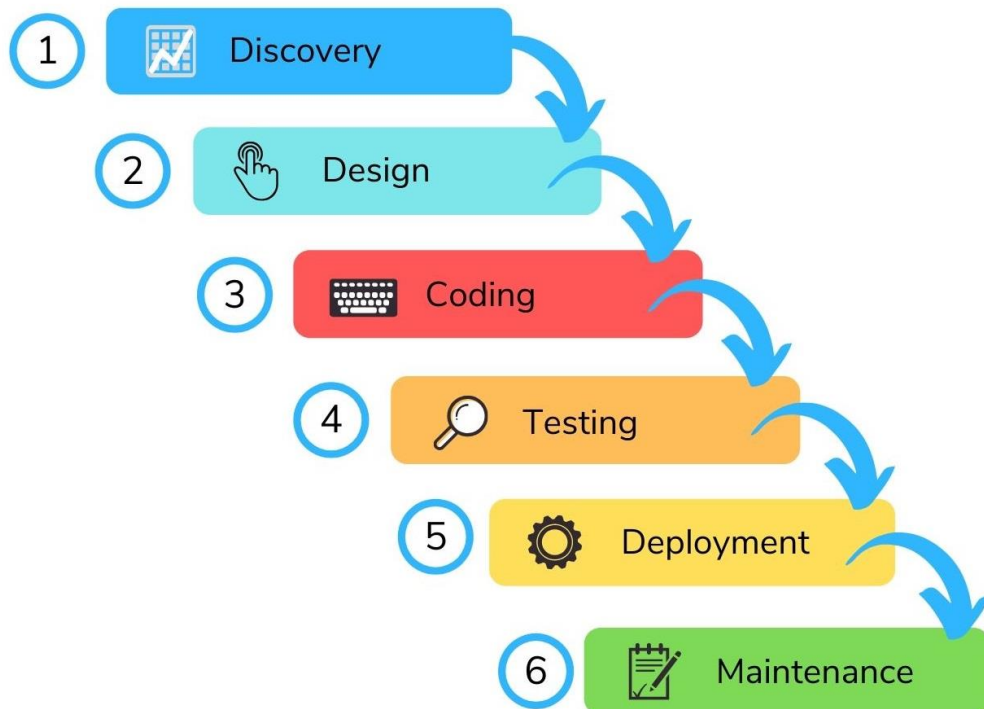 1 Discovery
2 Design
3 Coding
4 Testing
5 Deployment
6 Maintenance